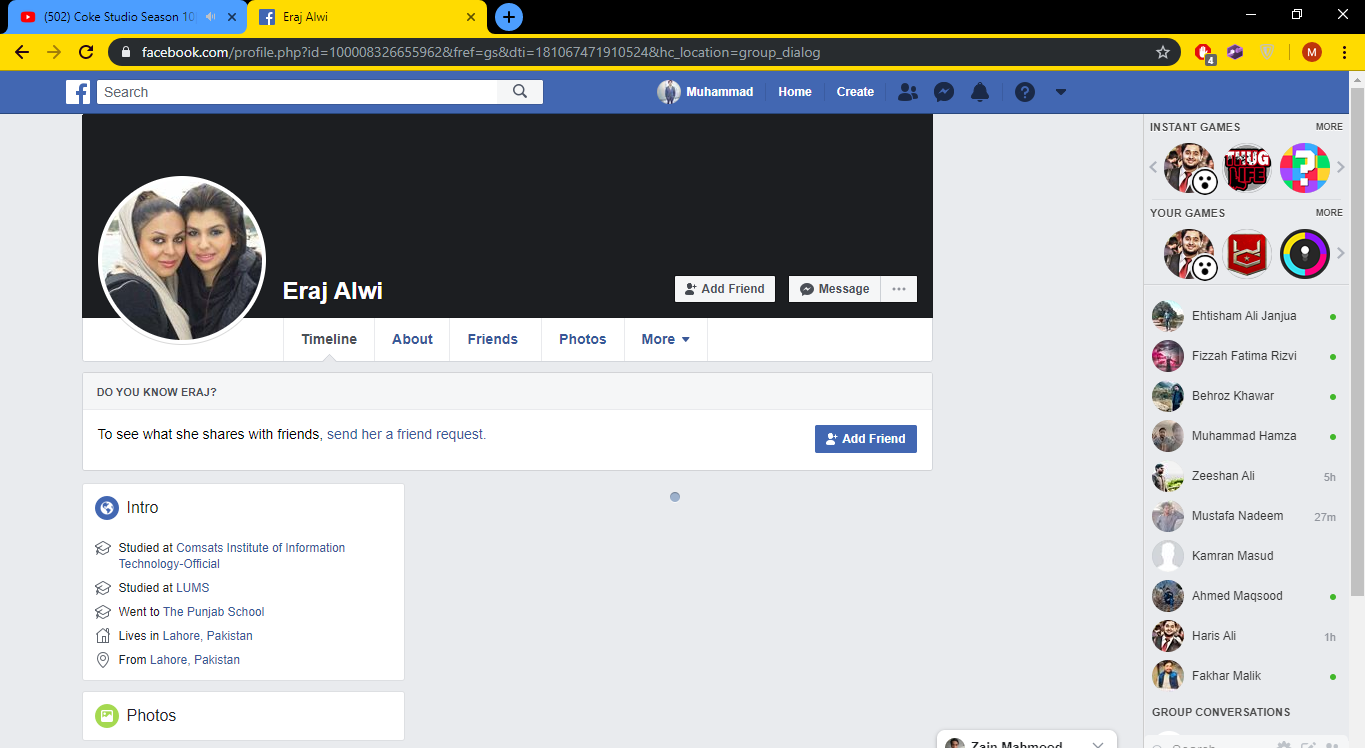 (502) Coke Studio Season 10
Eraj Alwi
facebook.com/profile.php?id=100008326655962&fref=gs&dti=181067471910524&hc_location=group_dialog
4
M
Search
Muhammad
Home
Create
INSTANT GAMES
MORE
THUG LIFE
YOUR GAMES
MORE
Eraj Alwi
Add Friend
Message
Timeline
About
Friends
Photos
More
DO YOU KNOW ERAJ?
To see what she shares with friends, send her a friend request.
Add Friend
Intro
Studied at Comsats Institute of Information
Technology-Official
Studied at LUMS
Went to The Punjab School
Lives in Lahore, Pakistan
From Lahore, Pakistan
Photos
Ehtisham Ali Janjua
Fizzah Fatima Rizvi
Behroz Khawar
Muhammad Hamza
Zeeshan Ali 5h
Mustafa Nadeem 27m
Kamran Masud
Ahmed Maqsood
Haris Ali 1h
Fakhar Malik
GROUP CONVERSATIONS
Search
Zain Mahmood